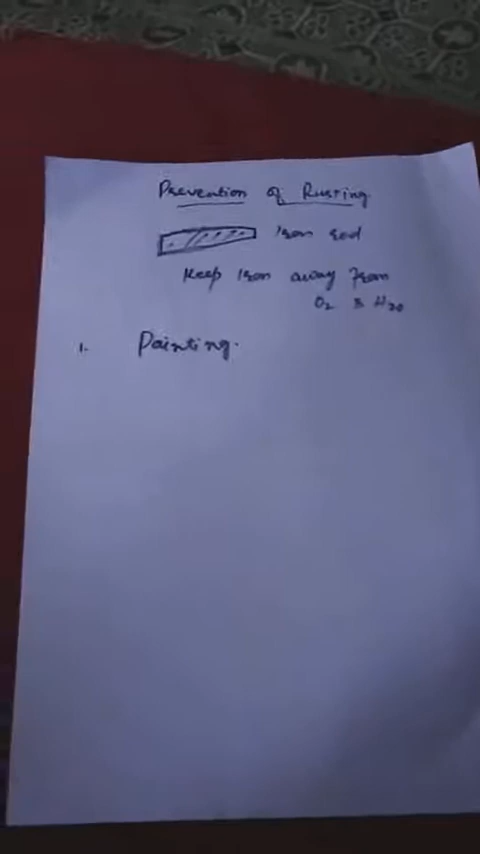 Prevention of Rusting
Iron rod
Keep Iron away from
O2 & H2O
1. Painting.